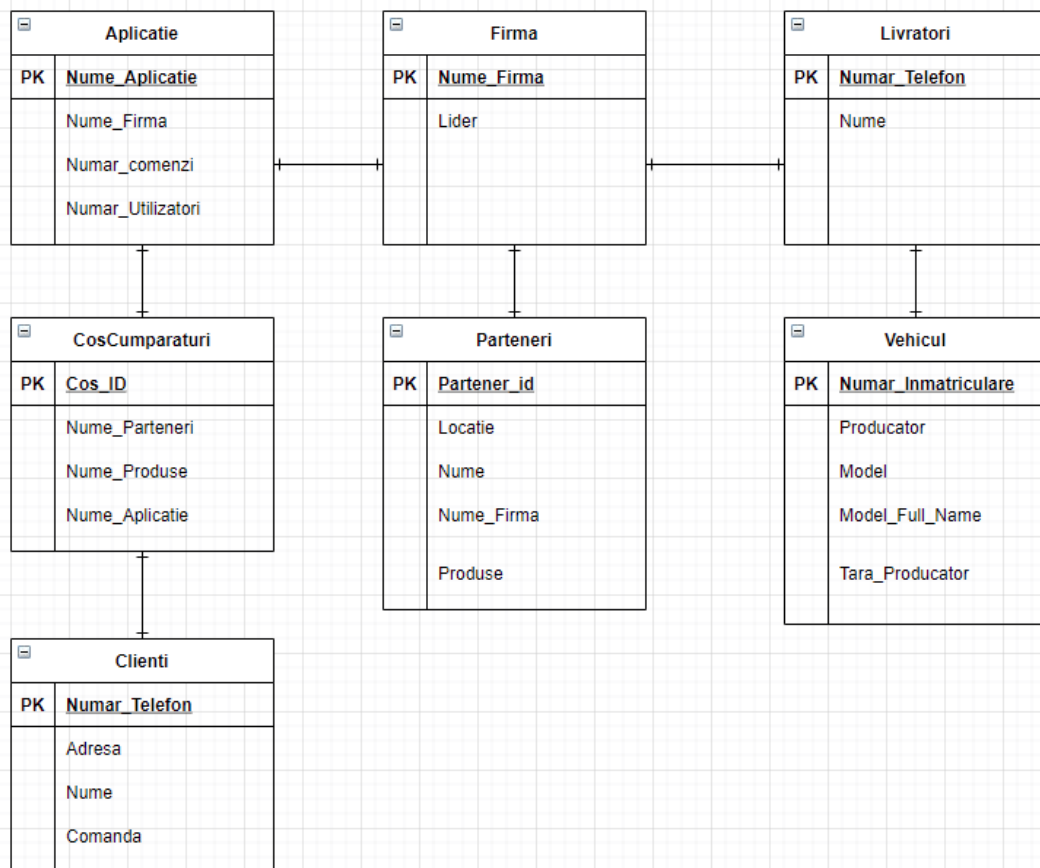 Aplicatie
PK Nume_Aplicatie
Nume_Firma
Numar_comenzi
Numar_Utilizatori
Firma
PK Nume_Firma
Lider
Livratori
PK Numar_Telefon
Nume
CosCumparaturi
PK Cos_ID
Nume_Parteneri
Nume_Produse
Nume_Aplicatie
Parteneri
PK Partener_id
Locatie
Nume
Nume_Firma
Produse
Vehicul
PK Numar_Inmatriculare
Producator
Model
Model_Full_Name
Tara_Producator
Clienti
PK Numar_Telefon
Adresa
Nume
Comanda